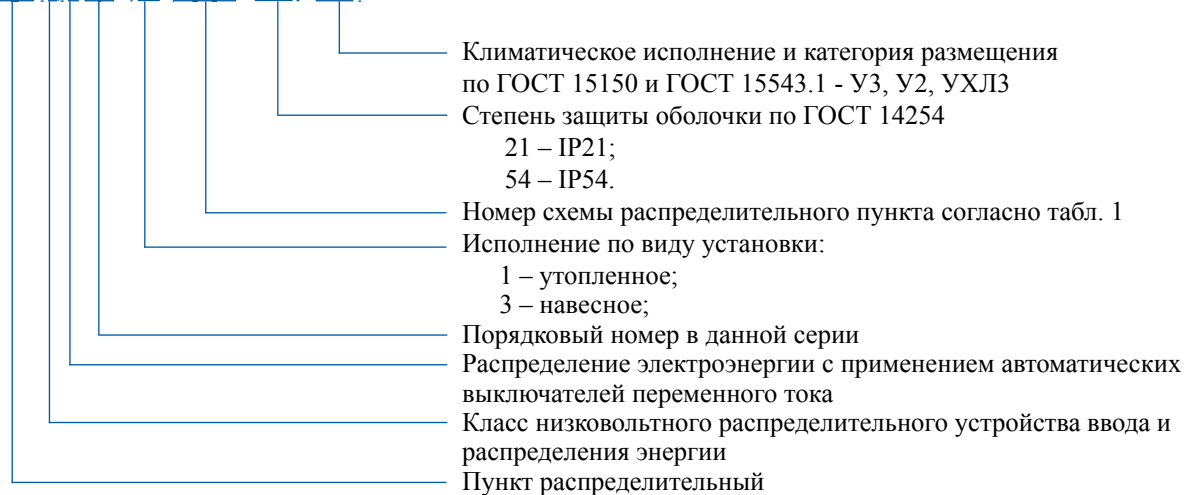 Климатическое исполнение и категория размещения
по ГОСТ 15150 и ГОСТ 15543.1 - У3, У2, УХЛ3
Степень защиты оболочки по ГОСТ 14254
21 – IP21;
54 – IP54.
Номер схемы распределительного пункта согласно табл. 1
Исполнение по виду установки:
1 – утопленное;
3 – навесное;
Порядковый номер в данной серии
Распределение электроэнергии с применением автоматических
выключателей переменного тока
Класс низковольтного распределительного устройства ввода и
распределения энергии
Пункт распределительный